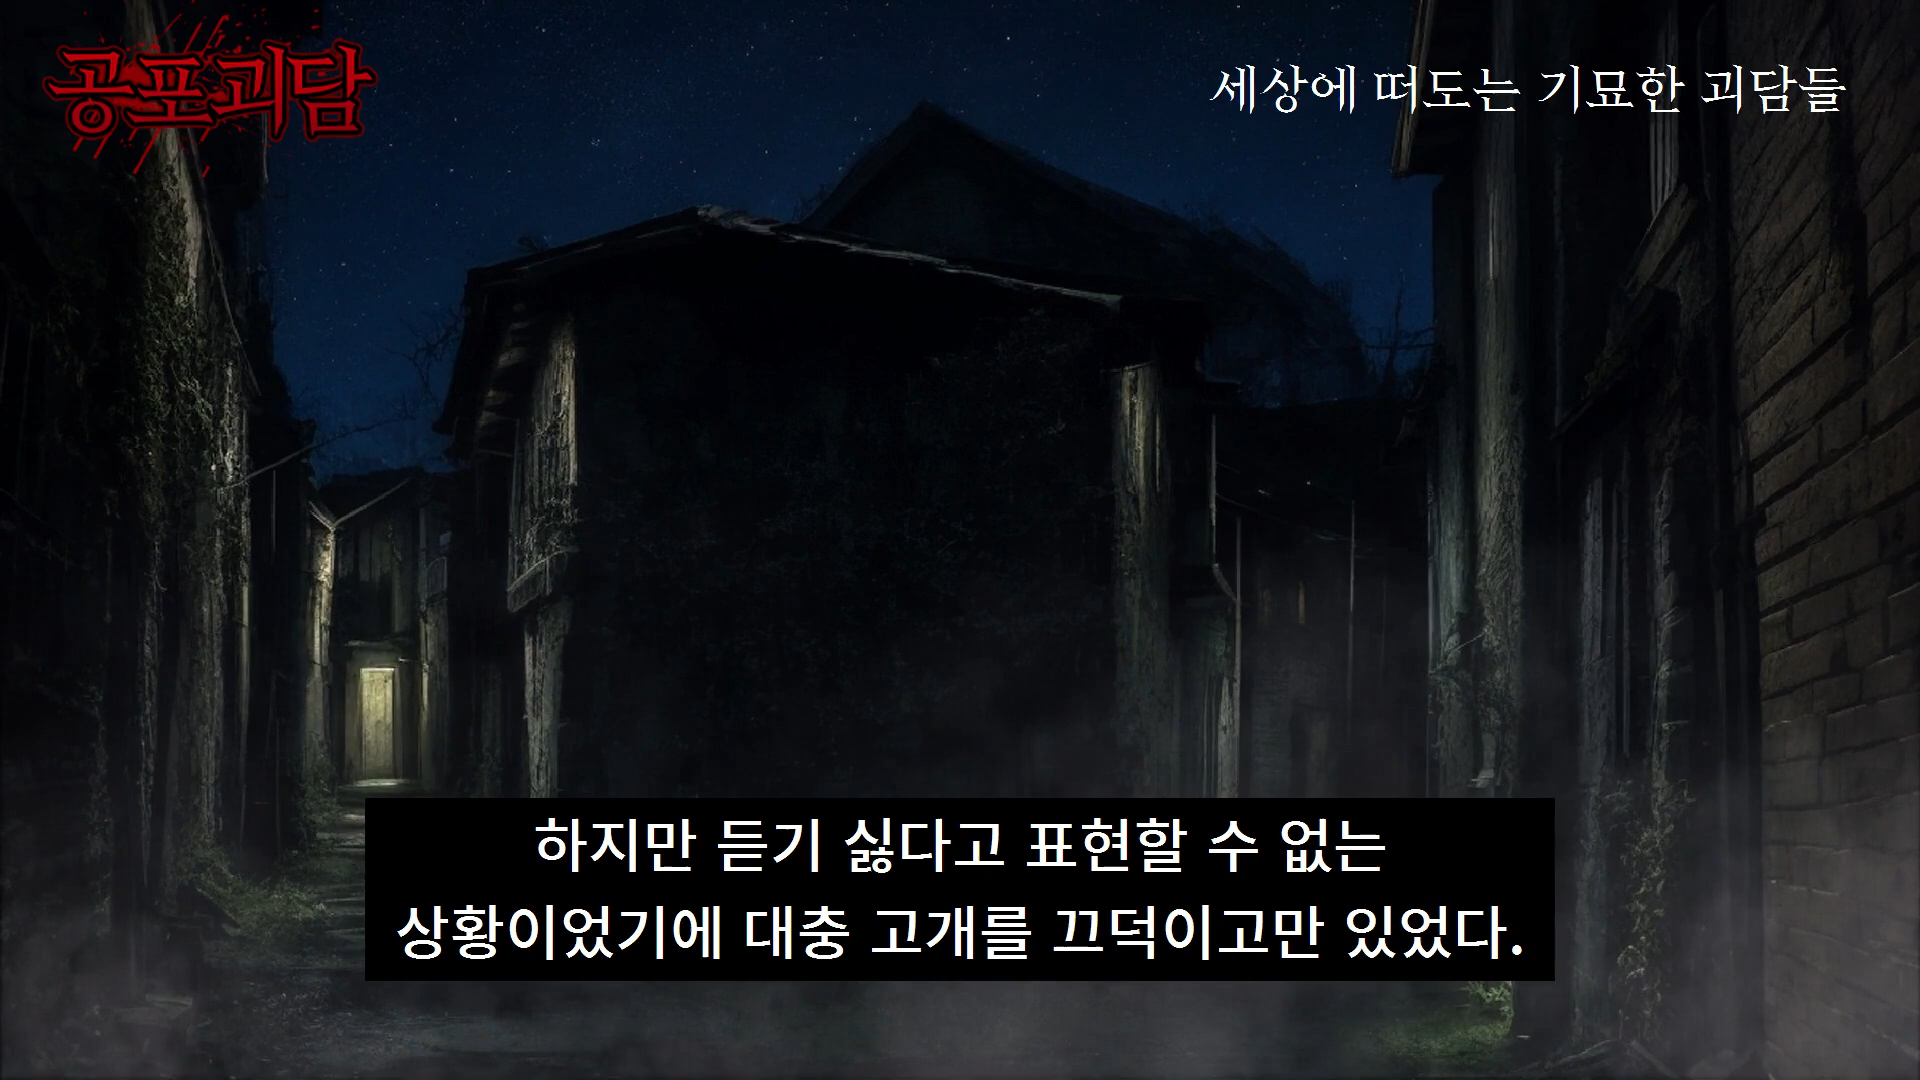 공포괴담
세상에 떠도는 기묘한 괴담들
하지만 듣기 싫다고 표현할 수 없는
상황이었기에 대충 고개를 끄덕이고만 있었다.